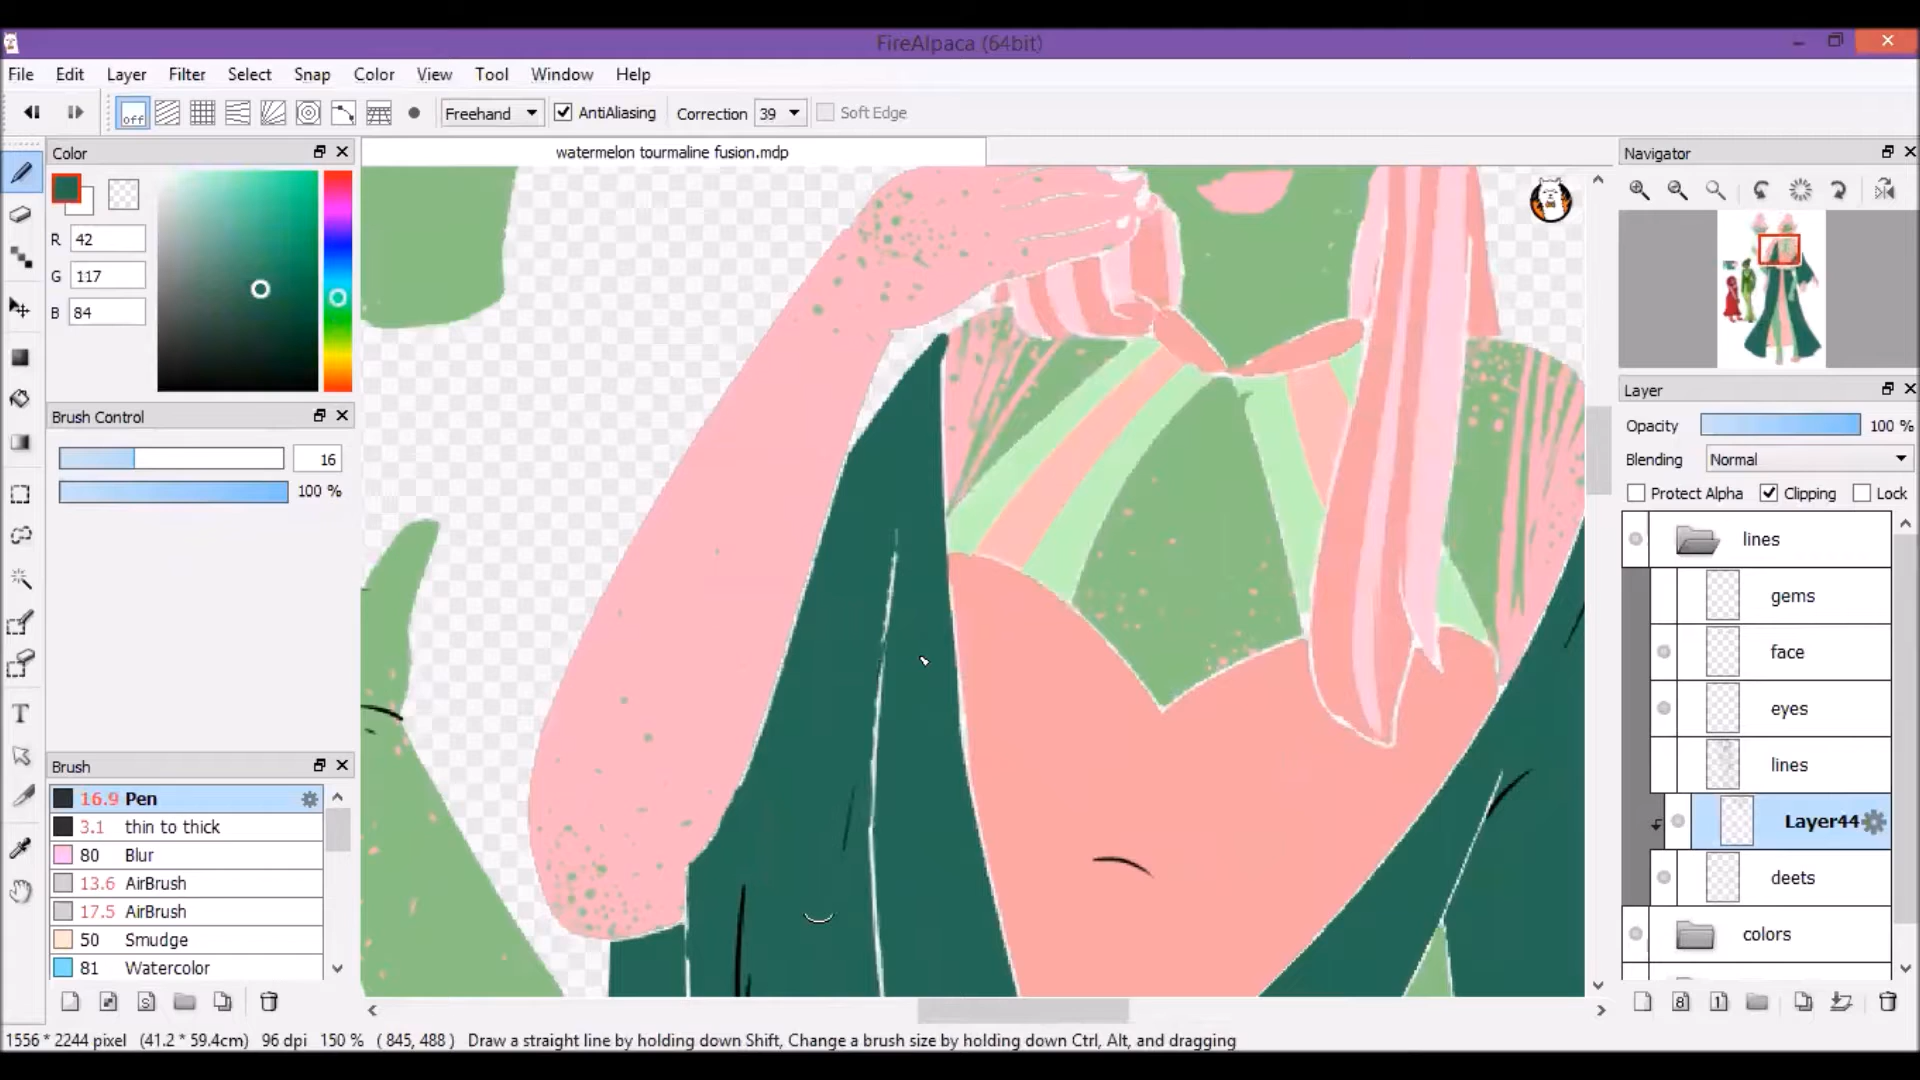 FireAlpaca (64bit)
File Edit Layer Filter Select Snap Color View Tool Window Help
off Freehand AntiAliasing Correction 39 Soft Edge
Color
R 42
G 117
B 84
Brush Control
16
100 %
Brush
16.9 Pen
3.1 thin to thick
80 Blur
13.6 AirBrush
17.5 AirBrush
50 Smudge
81 Watercolor
watermelon tourmaline fusion.mdp
Navigator
Layer
Opacity 100 %
Blending Normal
Protect Alpha Clipping Lock
lines
gems
face
eyes
lines
Layer44
deets
colors
1556 * 2244 pixel (41.2 * 59.4cm) 96 dpi 150 % ( 845, 488 ) Draw a straight line by holding down Shift, Change a brush size by holding down Ctrl, Alt, and dragging